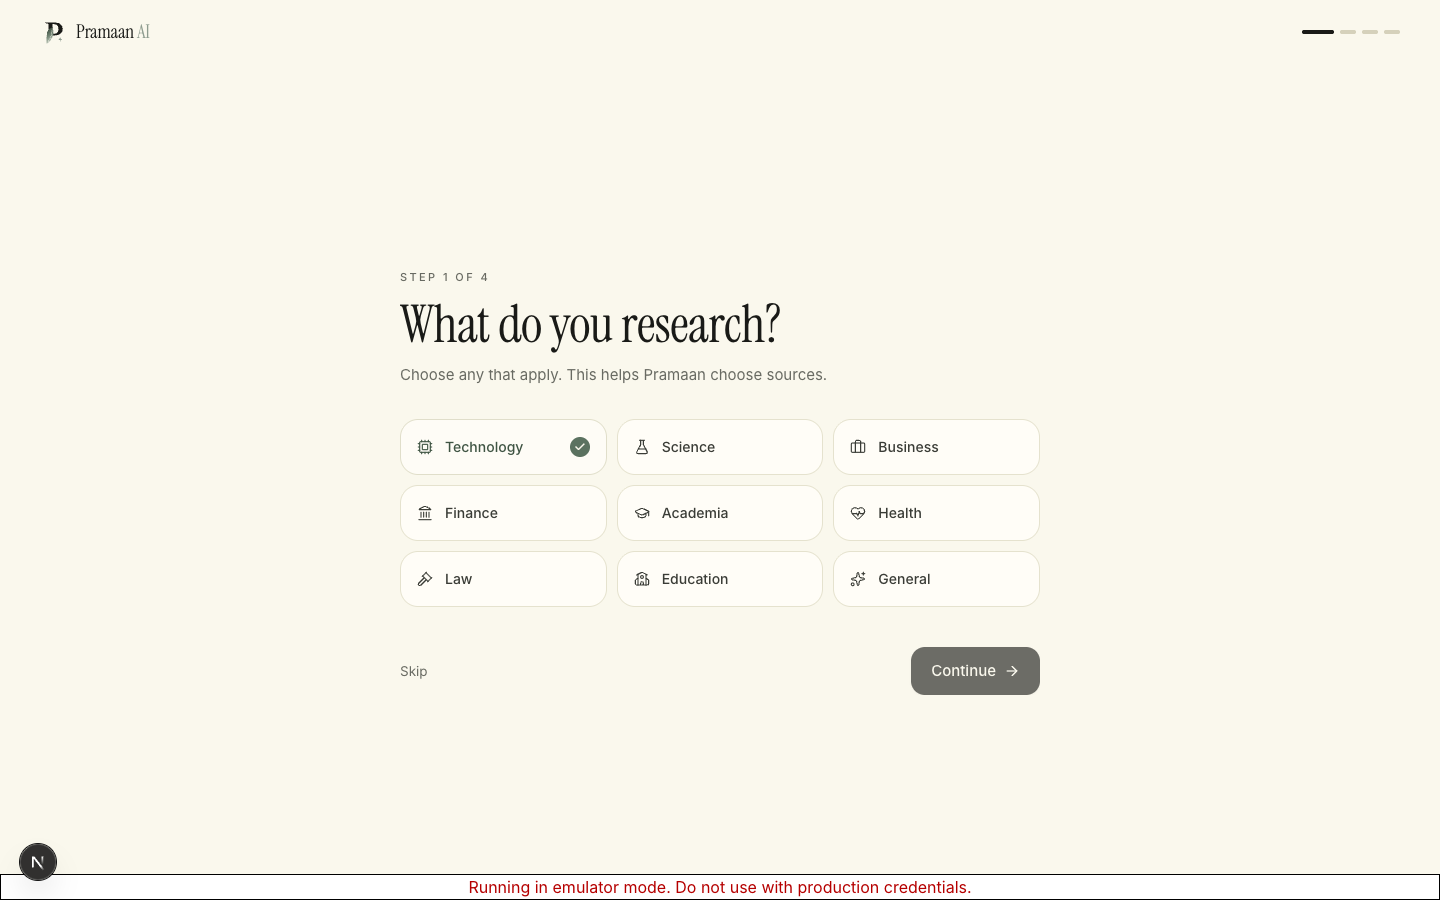 Pramaan AI
STEP 1 OF 4
What do you research?
Choose any that apply. This helps Pramaan choose sources.
Technology
Science
Business
Finance
Academia
Health
Law
Education
General
Skip
Continue
N
Running in emulator mode. Do not use with production credentials.